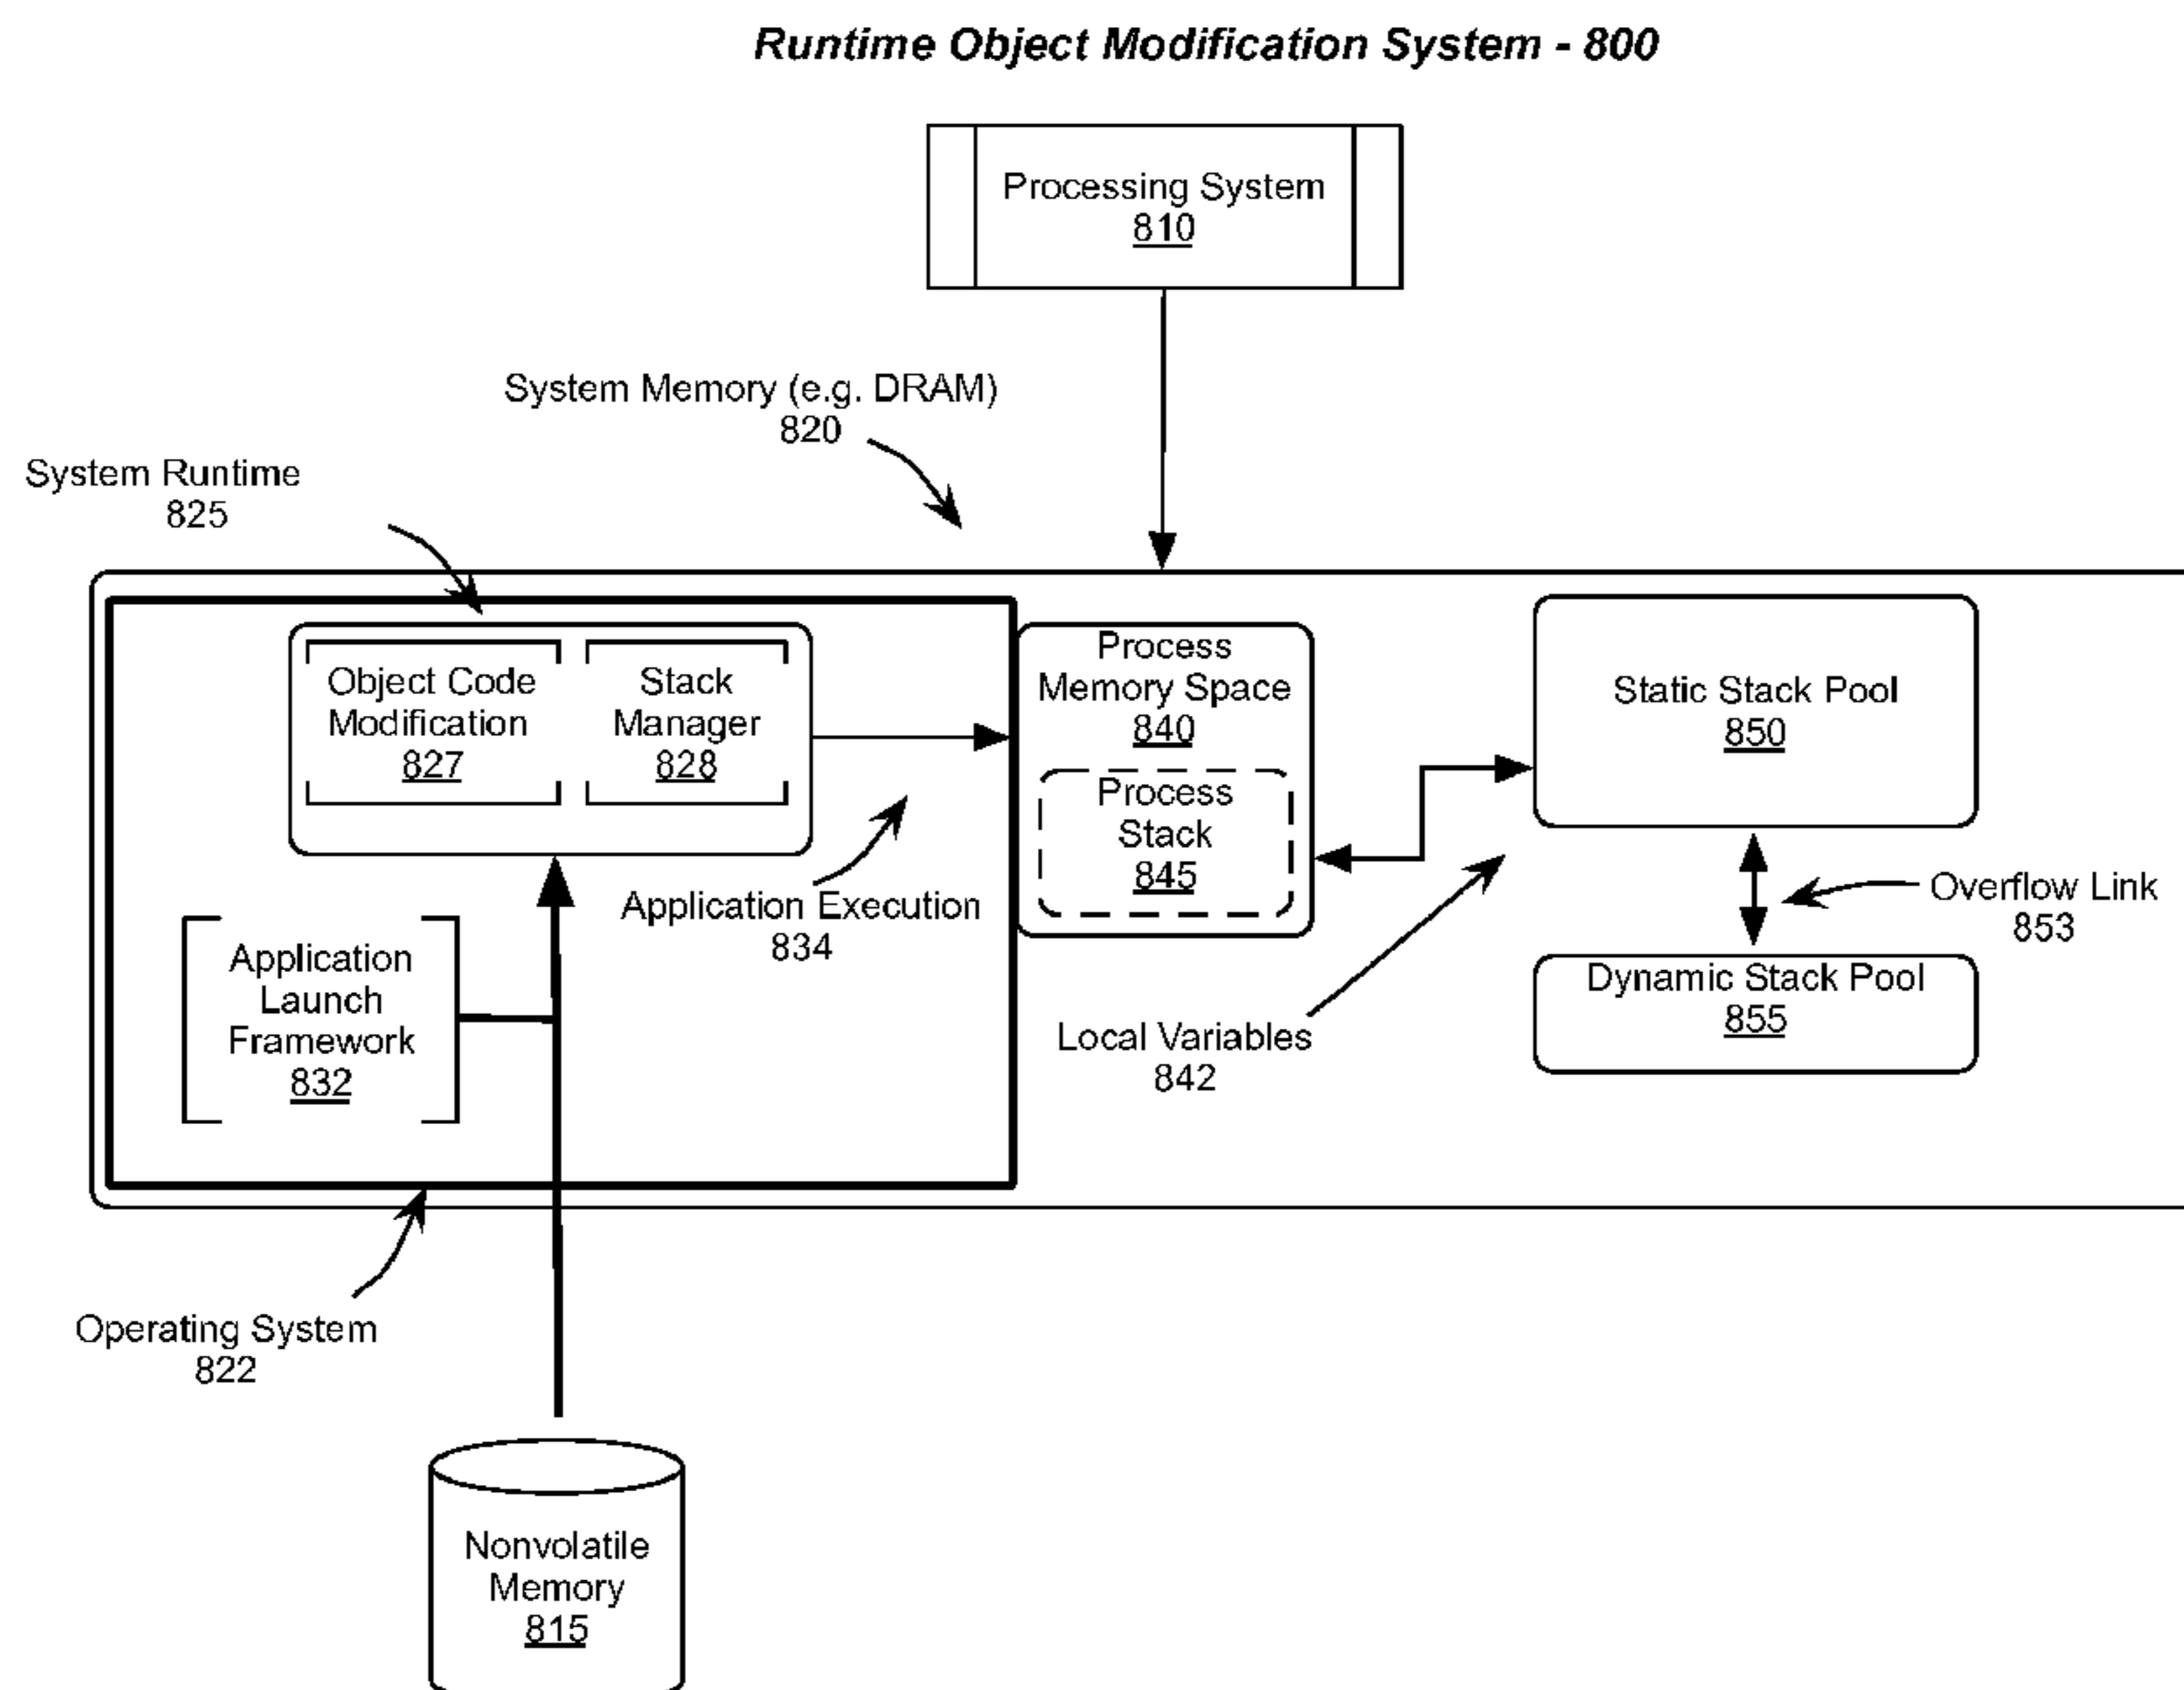 Runtime Object Modification System - 800
Processing System
810
System Memory (e.g. DRAM)
820
System Runtime
825
Object Code
Modification
827
Stack
Manager
828
Process
Memory Space
840
Process
Stack
845
Static Stack Pool
850
Application Execution
834
Overflow Link
853
Application
Launch
Framework
832
Dynamic Stack Pool
855
Local Variables
842
Operating System
822
Nonvolatile
Memory
815